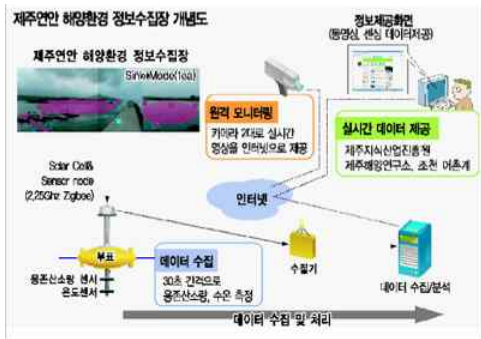 제주연안 해양환경 정보수집장 개념도
정보제공화면
(동영상, 센싱 데이터제공)
제주연안 해양환경 정보수집장
Sink Node(1ea)
원격 모니터링
카메라 2대로 실시간
영상을 인터넷으로 제공
실시간 데이터 제공
제주지식산업진흥원
제주해양연구소, 조천 어촌계
Solar Cell&
Sensor node
(2.25Ghz Zigbee)
인터넷
부표
데이터 수집
30초 간격으로
용존산소량, 수온 측정
수집기
데이터 수집/분석
용존산소량 센서
온도센서
데이터 수집 및 처리